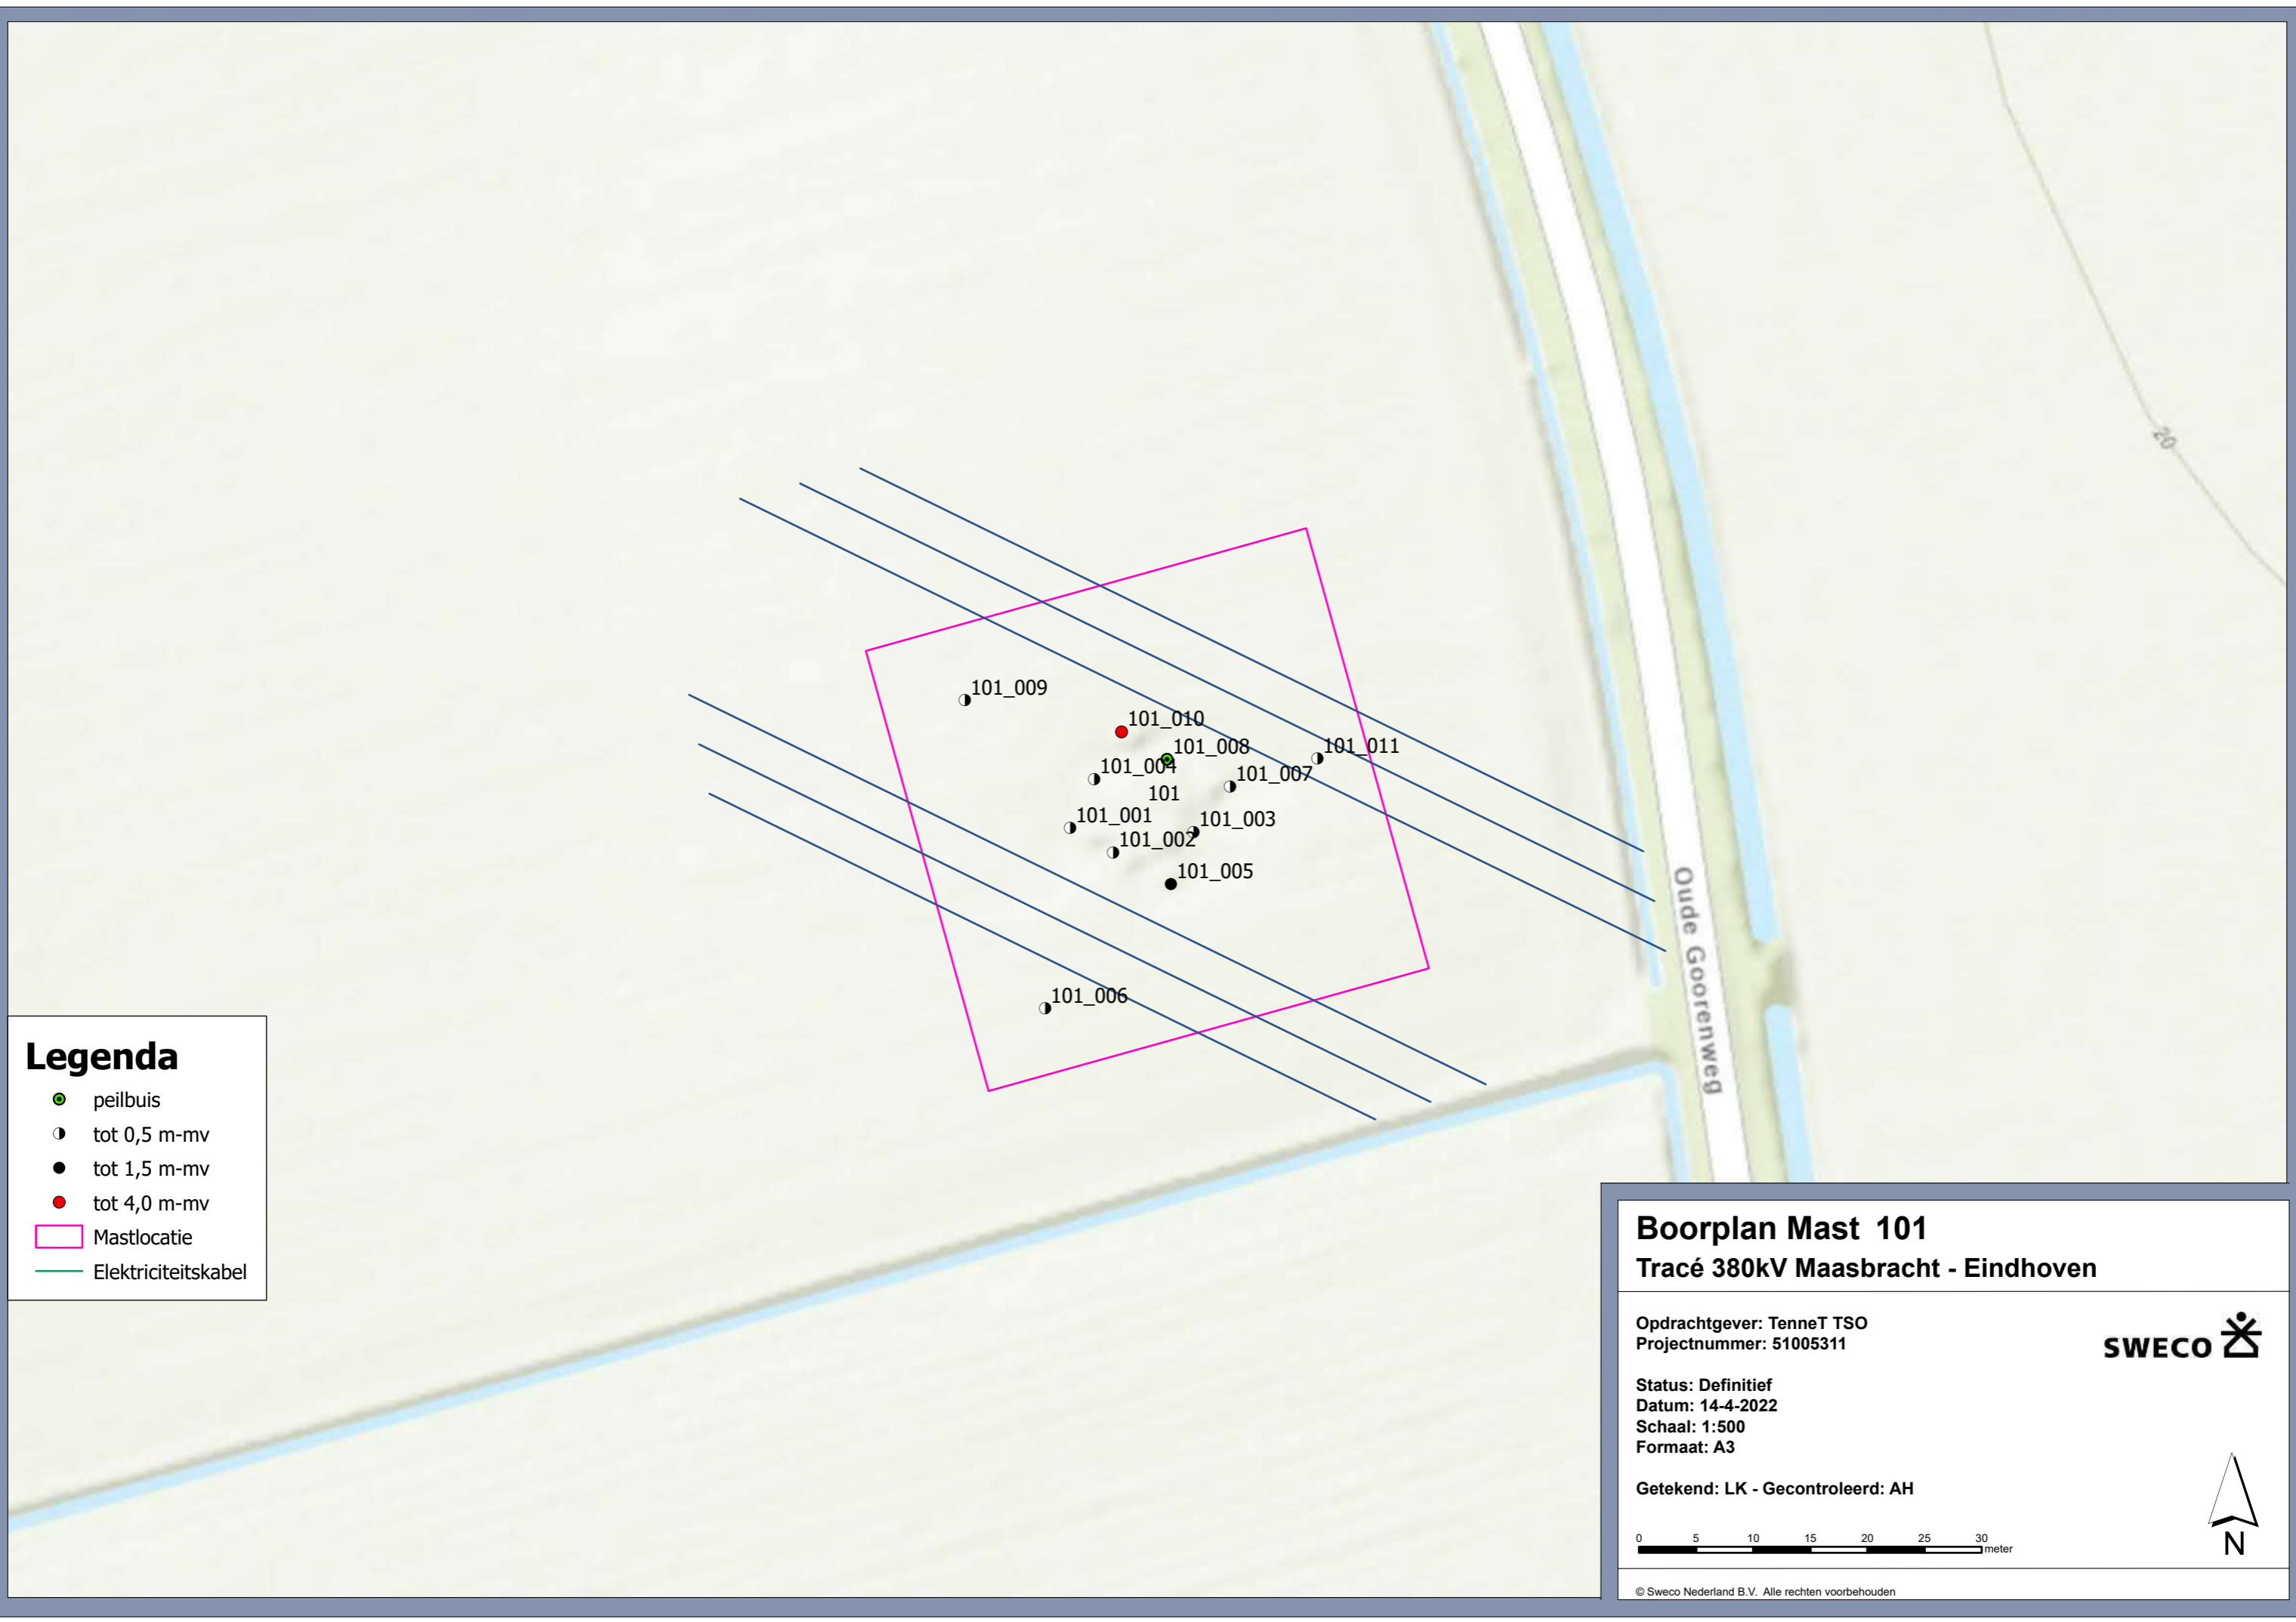 20
101_009
101_010
101_008
101_011
101_004
101_007
101
101_001
101_003
101_002
101_005
101_006
Oude Goorenweg
Legenda
peilbuis
tot 0,5 m-mv
tot 1,5 m-mv
tot 4,0 m-mv
Mastlocatie
Elektriciteitskabel
Boorplan Mast 101
Tracé 380kV Maasbracht - Eindhoven
Opdrachtgever: TenneT TSO
Projectnummer: 51005311
SWECO
Status: Definitief
Datum: 14-4-2022
Schaal: 1:500
Formaat: A3
Getekend: LK - Gecontroleerd: AH
0 5 10 15 20 25 30
meter
N
© Sweco Nederland B.V. Alle rechten voorbehouden